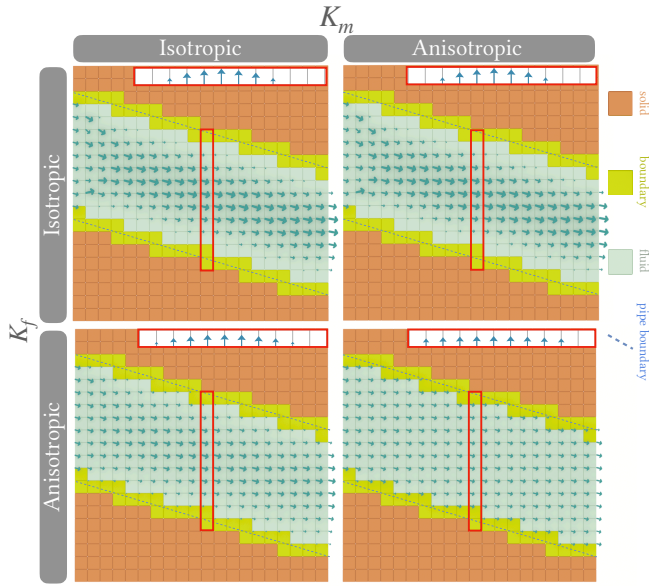 K_m
Isotropic
Anisotropic
K_f
Isotropic
Anisotropic
solid
boundary
fluid
pipe boundary